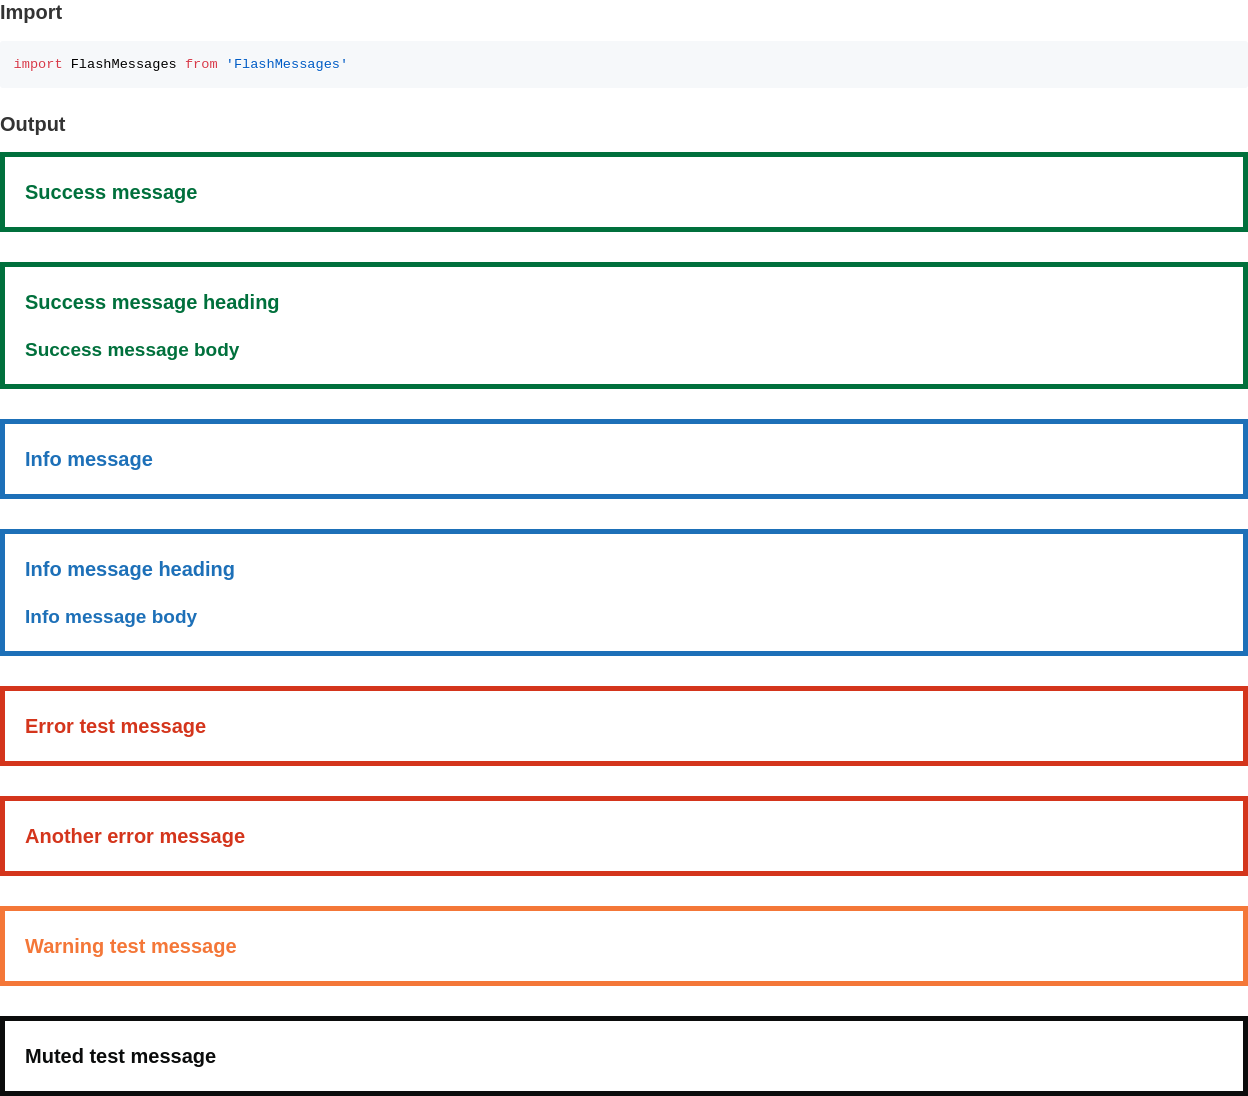 Import
import FlashMessages from 'FlashMessages'
Output
Success message
Success message heading
Success message body
Info message
Info message heading
Info message body
Error test message
Another error message
Warning test message
Muted test message